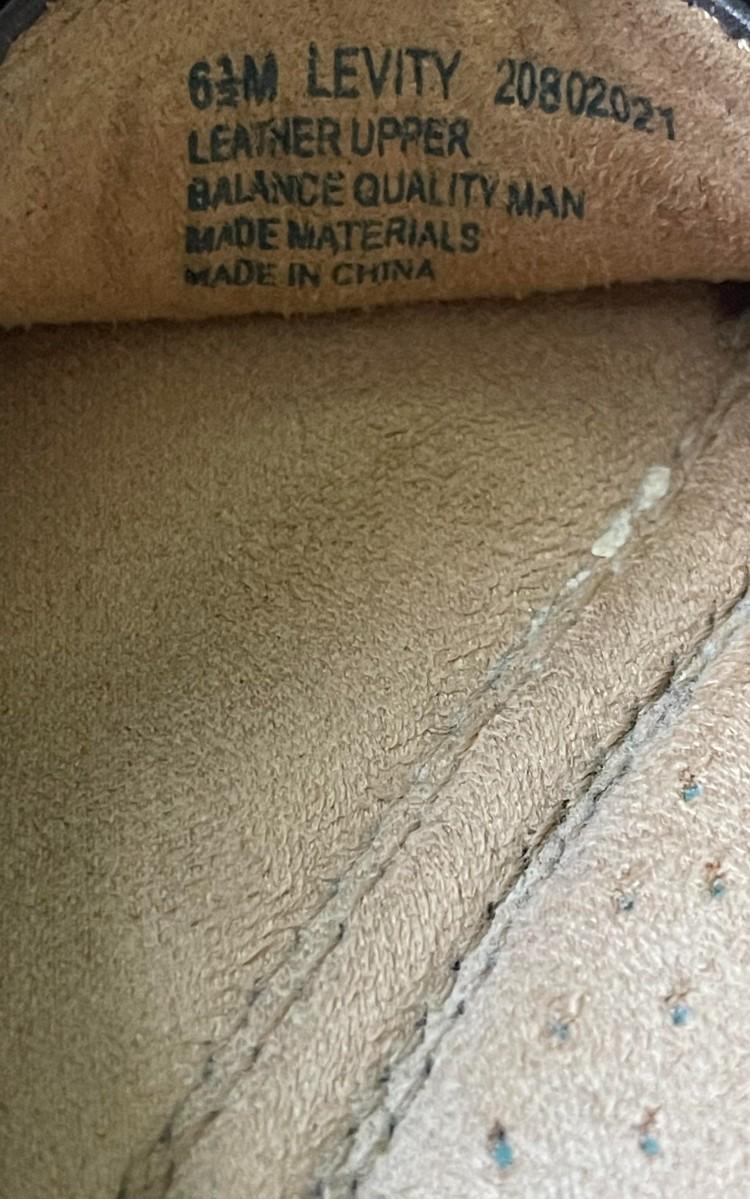 6½M LEVITY 20802021
LEATHER UPPER
BALANCE QUALITY MAN
MADE MATERIALS
MADE IN CHINA